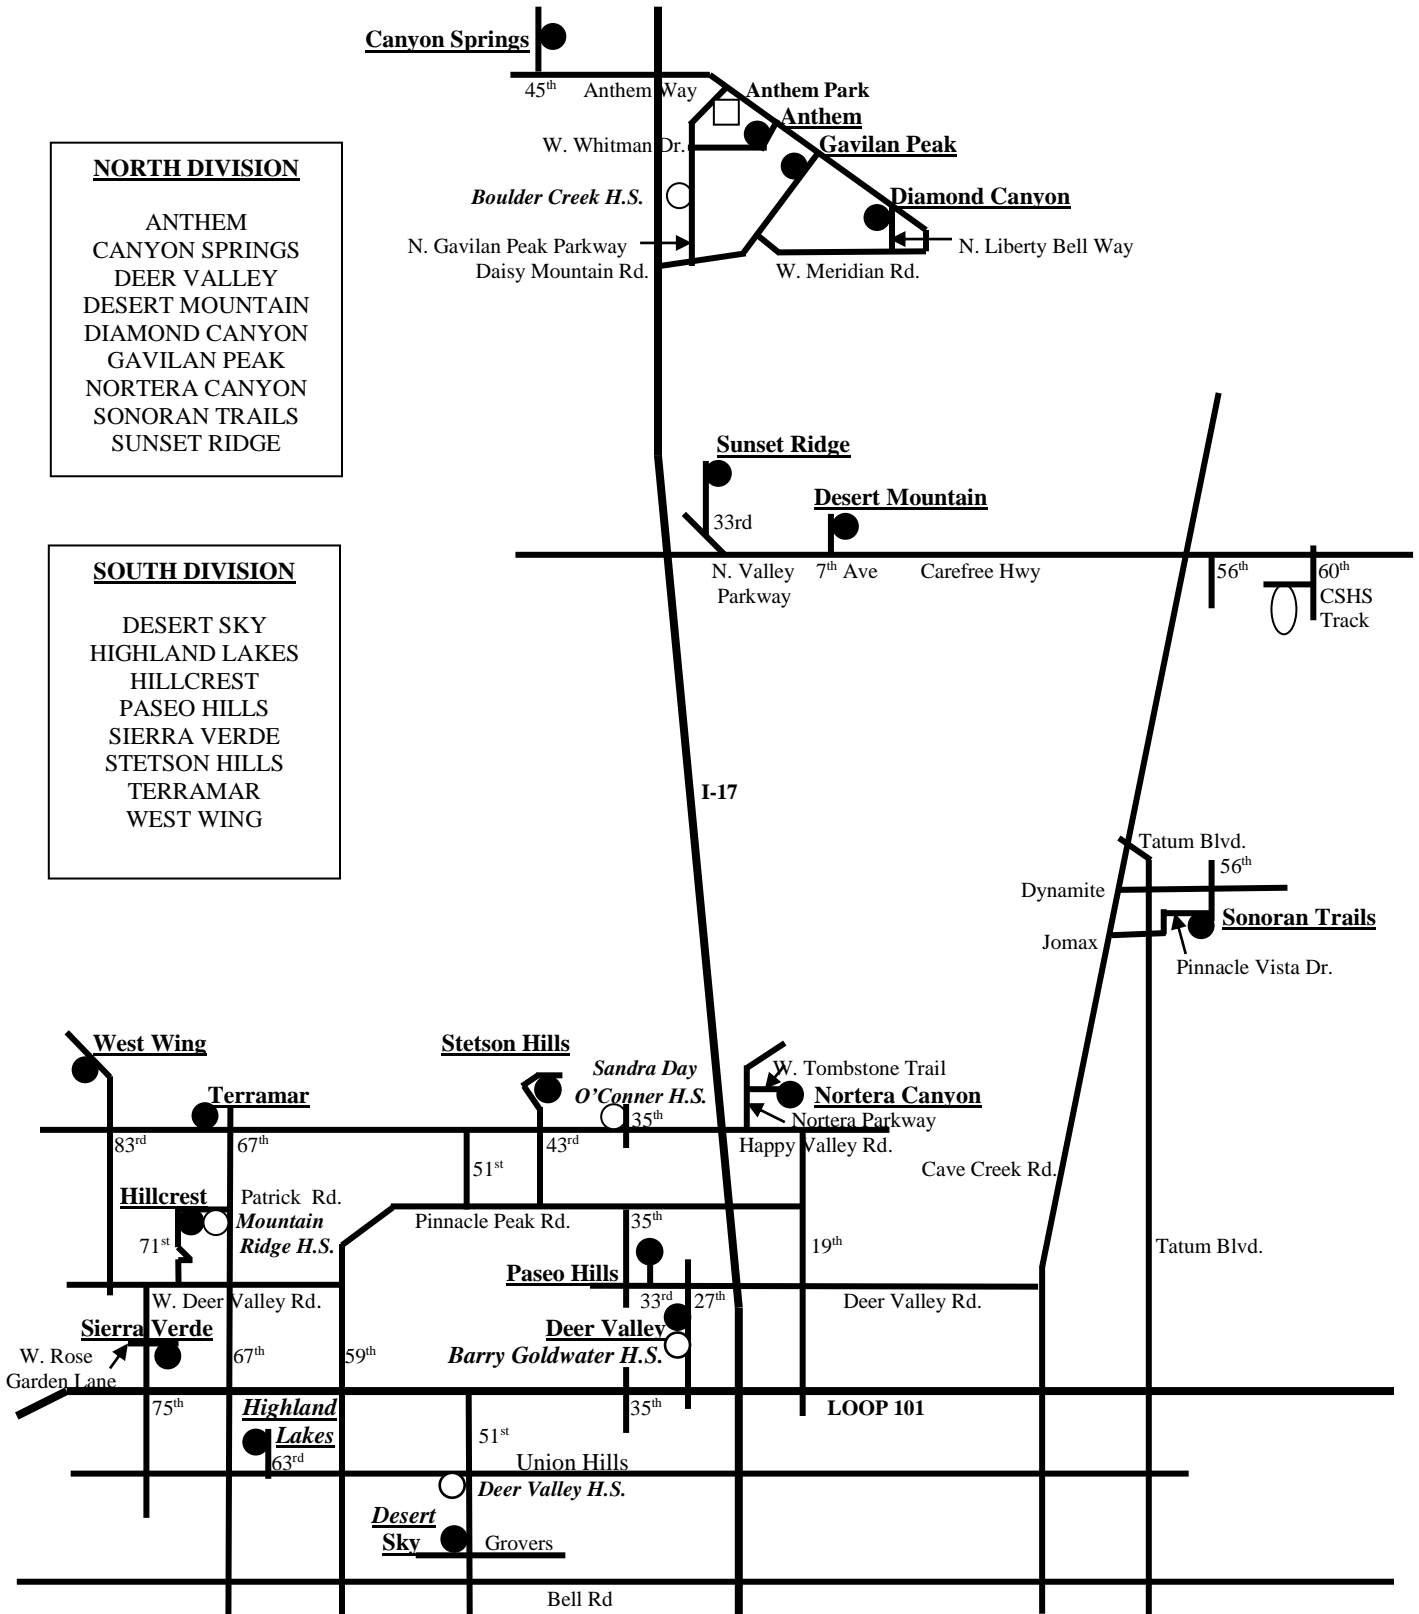 Canyon Springs
45th
Anthem Way
Anthem Park
Anthem
W. Whitman Dr.
Gavilan Peak
Boulder Creek H.S.
Diamond Canyon
N. Gavilan Peak Parkway
N. Liberty Bell Way
Daisy Mountain Rd.
W. Meridian Rd.
NORTH DIVISION
ANTHEM
CANYON SPRINGS
DEER VALLEY
DESERT MOUNTAIN
DIAMOND CANYON
GAVILAN PEAK
NORTERA CANYON
SONORAN TRAILS
SUNSET RIDGE
Sunset Ridge
33rd
Desert Mountain
N. Valley
Parkway
7th Ave
Carefree Hwy
56th
60th
CSHS
Track
SOUTH DIVISION
DESERT SKY
HIGHLAND LAKES
HILLCREST
PASEO HILLS
SIERRA VERDE
STETSON HILLS
TERRAMAR
WEST WING
I-17
Tatum Blvd.
56th
Dynamite
Sonoran Trails
Jomax
Pinnacle Vista Dr.
West Wing
Stetson Hills
Sandra Day
O'Conner H.S.
W. Tombstone Trail
Terramar
Nortera Canyon
35th
Nortera Parkway
83rd
67th
43rd
Happy Valley Rd.
51st
Cave Creek Rd.
Hillcrest
Patrick Rd.
Mountain
Ridge H.S.
Pinnacle Peak Rd.
35th
71st
19th
Tatum Blvd.
Paseo Hills
W. Deer Valley Rd.
33rd
27th
Deer Valley Rd.
Sierra Verde
Deer Valley
W. Rose
Garden Lane
67th
59th
Barry Goldwater H.S.
75th
Highland
Lakes
35th
LOOP 101
51st
63rd
Union Hills
Deer Valley H.S.
Desert
Sky
Grovers
Bell Rd